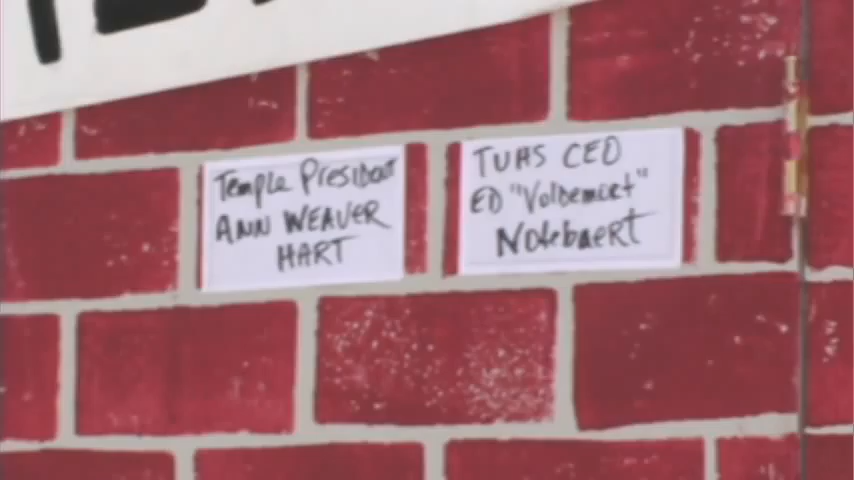 Temple President
ANN WEAVER
HART
TUHS CEO
ED "Voldemort"
Notebaert